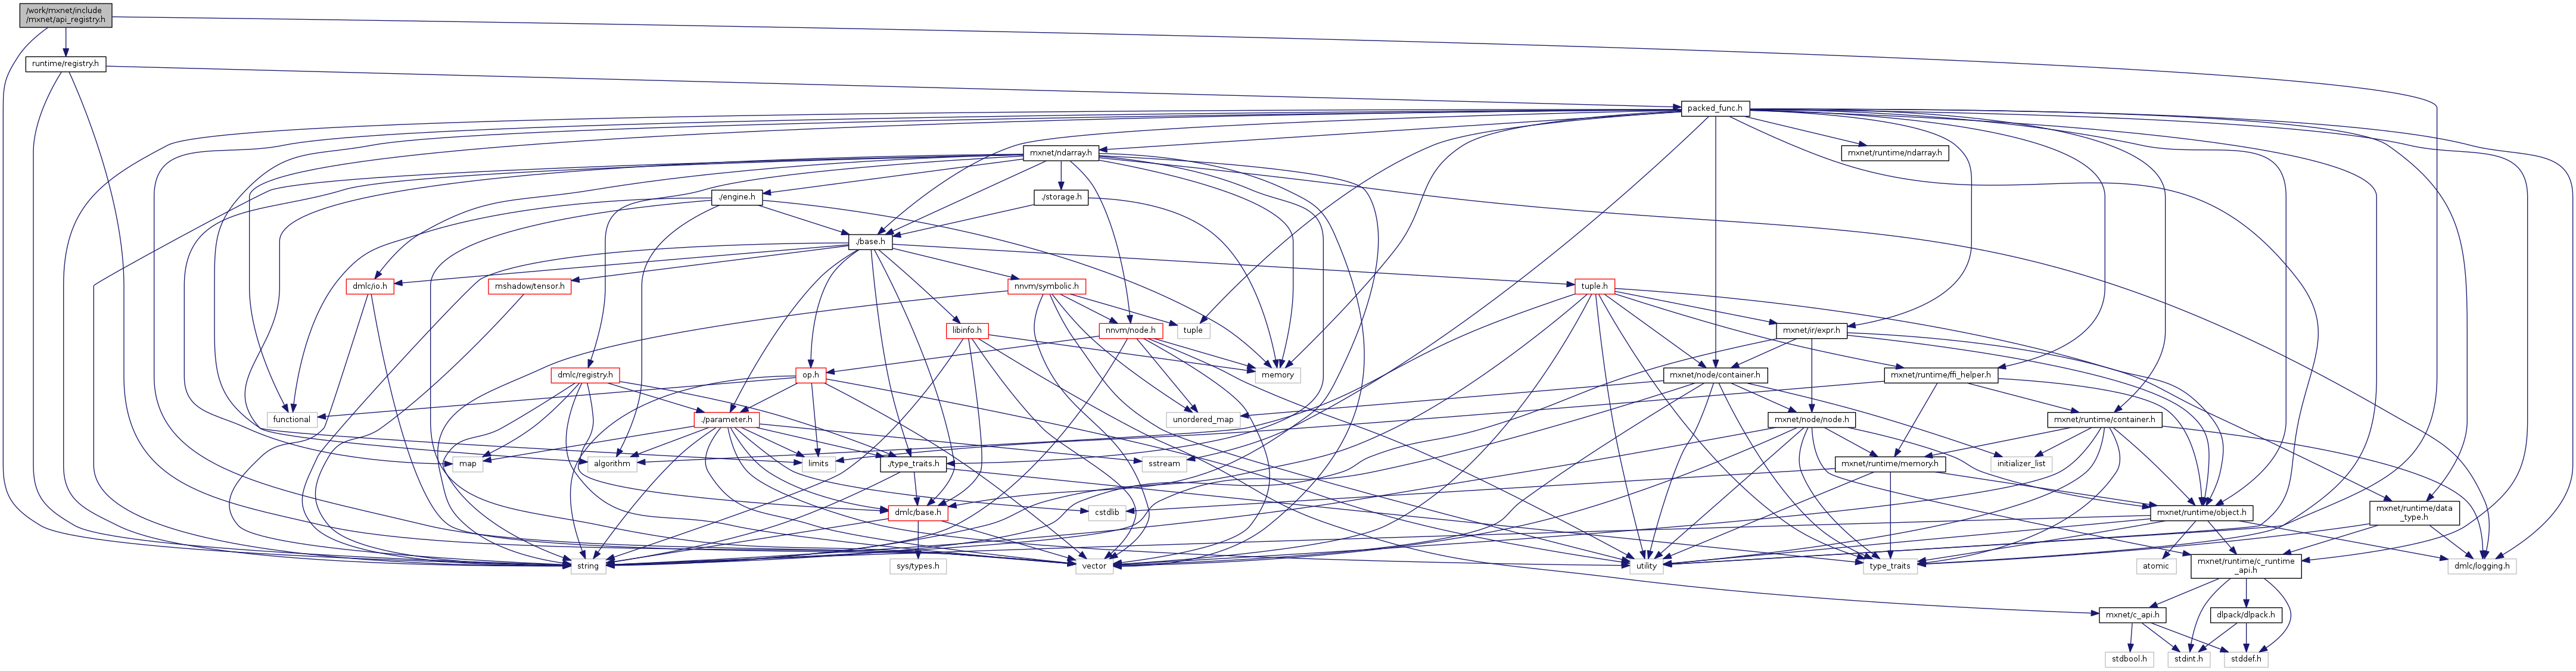 /work/mxnet/include
/mxnet/api_registry.h
runtime/registry.h
packed_func.h
mxnet/ndarray.h
mxnet/runtime/ndarray.h
./engine.h
./storage.h
./base.h
dmlc/io.h
mshadow/tensor.h
nnvm/symbolic.h
tuple.h
libinfo.h
nnvm/node.h
tuple
mxnet/ir/expr.h
dmlc/registry.h
op.h
memory
mxnet/node/container.h
mxnet/runtime/ffi_helper.h
functional
./parameter.h
unordered_map
mxnet/node/node.h
mxnet/runtime/container.h
map
algorithm
limits
./type_traits.h
sstream
mxnet/runtime/memory.h
initializer_list
dmlc/base.h
cstdlib
mxnet/runtime/object.h
mxnet/runtime/data
_type.h
string
sys/types.h
vector
utility
type_traits
atomic
mxnet/runtime/c_runtime
_api.h
dmlc/logging.h
mxnet/c_api.h
dlpack/dlpack.h
stdbool.h
stdint.h
stddef.h